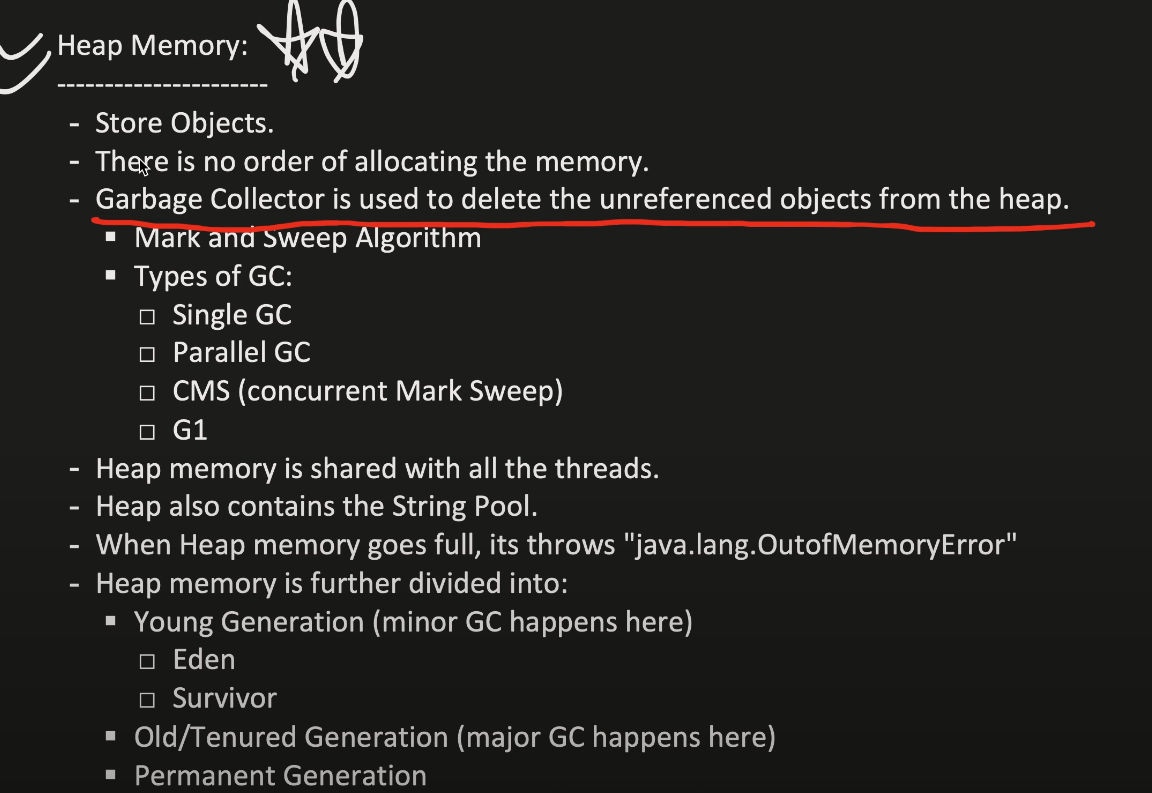 Heap Memory:
----------------------
- Store Objects.
- There is no order of allocating the memory.
- Garbage Collector is used to delete the unreferenced objects from the heap.
▪ Mark and Sweep Algorithm
▪ Types of GC:
□ Single GC
□ Parallel GC
□ CMS (concurrent Mark Sweep)
□ G1
- Heap memory is shared with all the threads.
- Heap also contains the String Pool.
- When Heap memory goes full, its throws "java.lang.OutofMemoryError"
- Heap memory is further divided into:
▪ Young Generation (minor GC happens here)
□ Eden
□ Survivor
▪ Old/Tenured Generation (major GC happens here)
▪ Permanent Generation